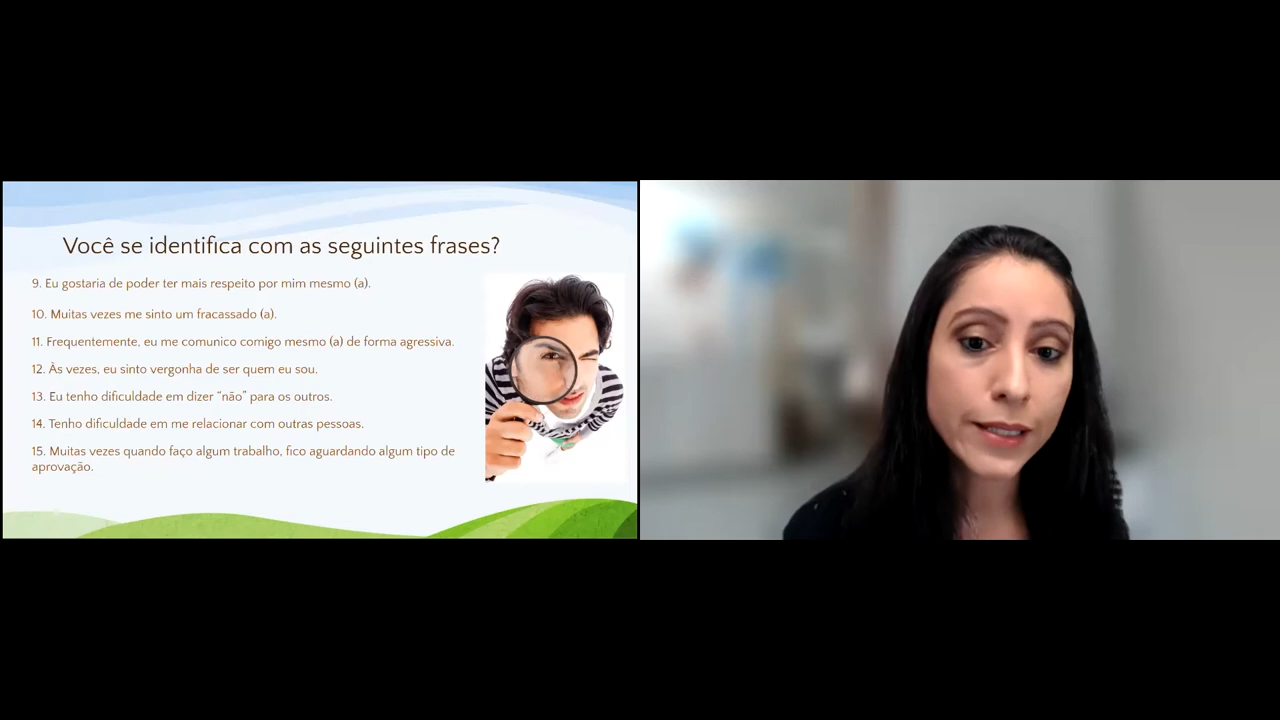 Você se identifica com as seguintes frases?
9. Eu gostaria de poder ter mais respeito por mim mesmo (a).
10. Muitas vezes me sinto um fracassado (a).
11. Frequentemente, eu me comunico comigo mesmo (a) de forma agressiva.
12. Às vezes, eu sinto vergonha de ser quem eu sou.
13. Eu tenho dificuldade em dizer “não” para os outros.
14. Tenho dificuldade em me relacionar com outras pessoas.
15. Muitas vezes quando faço algum trabalho, fico aguardando algum tipo de
aprovação.